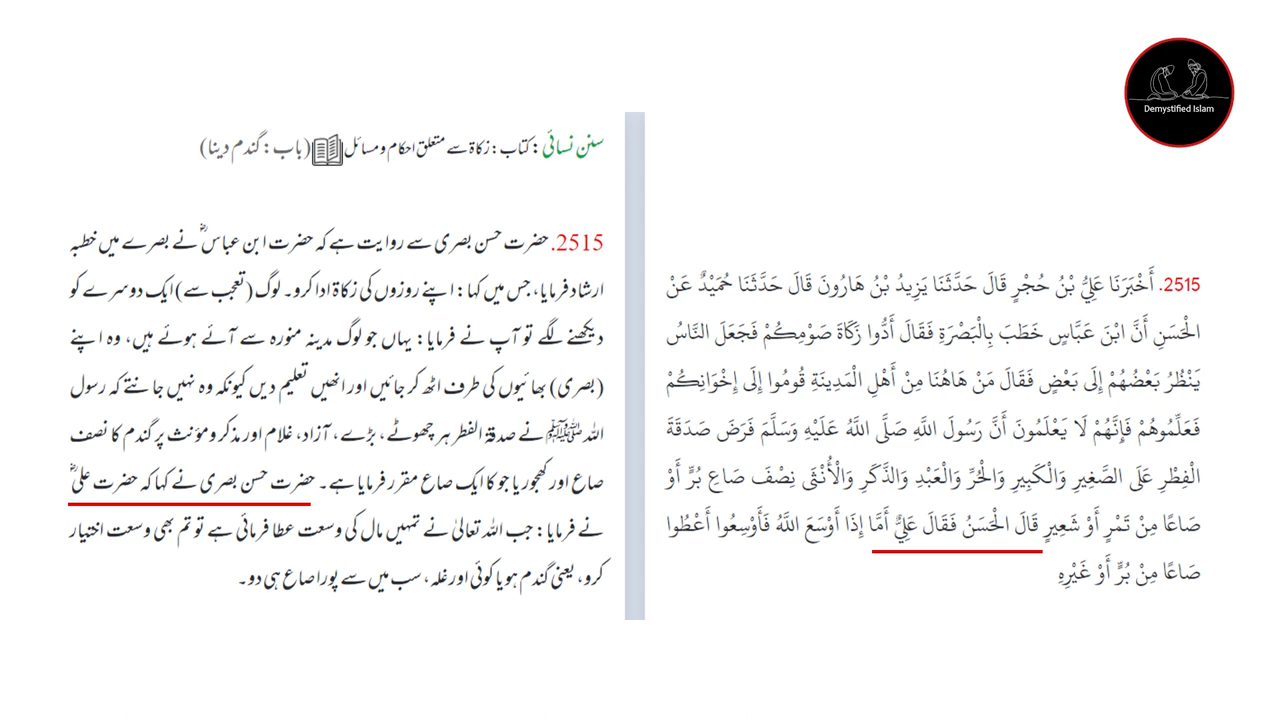 Demystified Islam
سنن نسائی : کتاب: زکاۃ سے متعلق احکام و مسائل (باب: گندم دینا)
2515. حضرت حسن بصری سے روایت ہے کہ حضرت ابن عباسؓ نے بصرے میں خطبہ
ارشاد فرمایا، جس میں کہا: اپنے روزوں کی زکاۃ ادا کرو۔ لوگ (تعجب سے) ایک دوسرے کو
دیکھنے لگے تو آپ نے فرمایا: یہاں جو لوگ مدینہ منورہ سے آئے ہوئے ہیں، وہ اپنے
(بصری) بھائیوں کی طرف اٹھ کر جائیں اور انھیں تعلیم دیں کیونکہ وہ نہیں جانتے کہ رسول
اللہ ﷺ نے صدقۃ الفطر ہر چھوٹے، بڑے، آزاد، غلام اور مذکر و مؤنث پر گندم کا نصف
صاع اور کھجور یا جو کا ایک صاع مقرر فرمایا ہے۔ حضرت حسن بصری نے کہا کہ حضرت علیؓ
نے فرمایا: جب اللہ تعالیٰ نے تمہیں مال کی وسعت عطا فرمائی ہے تو تم بھی وسعت اختیار
کرو، یعنی گندم ہو یا کوئی اور غلہ، سب میں سے پورا صاع ہی دو۔
2515. أَخْبَرَنَا عَلِيُّ بْنُ حُجْرٍ قَالَ حَدَّثَنَا يَزِيدُ بْنُ هَارُونَ قَالَ حَدَّثَنَا حُمَيْدٌ عَنْ
الْحَسَنِ أَنَّ ابْنَ عَبَّاسٍ خَطَبَ بِالْبَصْرَةِ فَقَالَ أَدُّوا زَكَاةَ صَوْمِكُمْ فَجَعَلَ النَّاسُ
يَنْظُرُ بَعْضُهُمْ إِلَى بَعْضٍ فَقَالَ مَنْ هَاهُنَا مِنْ أَهْلِ الْمَدِينَةِ قُومُوا إِلَى إِخْوَانِكُمْ
فَعَلِّمُوهُمْ فَإِنَّهُمْ لَا يَعْلَمُونَ أَنَّ رَسُولَ اللَّهِ صَلَّى اللَّهُ عَلَيْهِ وَسَلَّمَ فَرَضَ صَدَقَةَ
الْفِطْرِ عَلَى الصَّغِيرِ وَالْكَبِيرِ وَالْحُرِّ وَالْعَبْدِ وَالذَّكَرِ وَالْأُنْثَى نِصْفَ صَاعِ بُرٍّ أَوْ
صَاعًا مِنْ تَمْرٍ أَوْ شَعِيرٍ قَالَ الْحَسَنُ فَقَالَ عَلِيٌّ أَمَّا إِذَا أَوْسَعَ اللَّهُ فَأَوْسِعُوا أَعْطُوا
صَاعًا مِنْ بُرٍّ أَوْ غَيْرِهِ